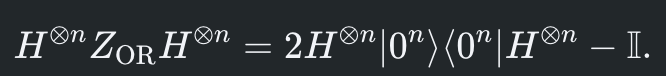 H^{⊗n} Z_{OR} H^{⊗n} = 2H^{⊗n}|0^n⟩⟨0^n|H^{⊗n} − 𝕀.